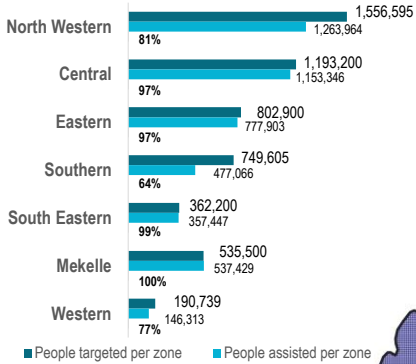 1,556,595
North Western
1,263,964
81%
1,193,200
Central
1,153,346
97%
802,900
Eastern
777,903
97%
749,605
Southern
477,066
64%
362,200
South Eastern
357,447
99%
535,500
Mekelle
537,429
100%
190,739
Western
146,313
77%
People targeted per zone
People assisted per zone